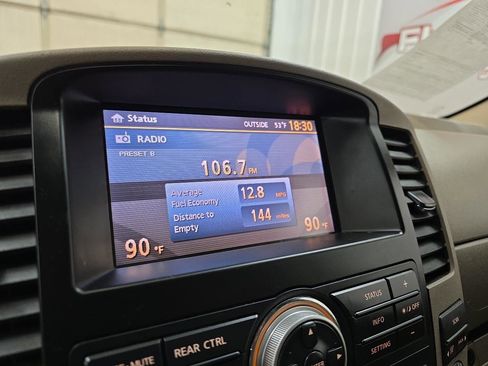 Status
OUTSIDE 53°F 18:30
RADIO
PRESET B
106.7 FM
Average Fuel Economy 12.8 MPG
Distance to Empty 144 miles
90 °F 90 °F
STATUS +
INFO
SETTING
OFF
MUTE REAR CTRL